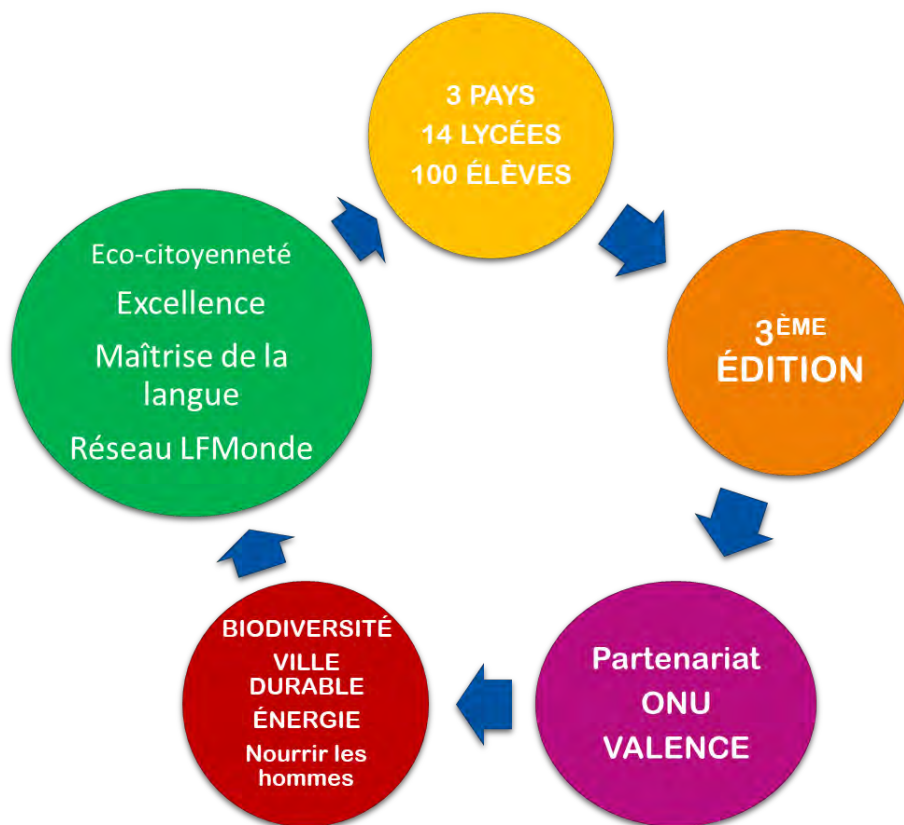 3 PAYS
14 LYCÉES
100 ÉLÈVES
3ÈME
ÉDITION
Partenariat
ONU
VALENCE
BIODIVERSITÉ
VILLE
DURABLE
ÉNERGIE
Nourrir les
hommes
Eco-citoyenneté
Excellence
Maîtrise de la
langue
Réseau LFMonde